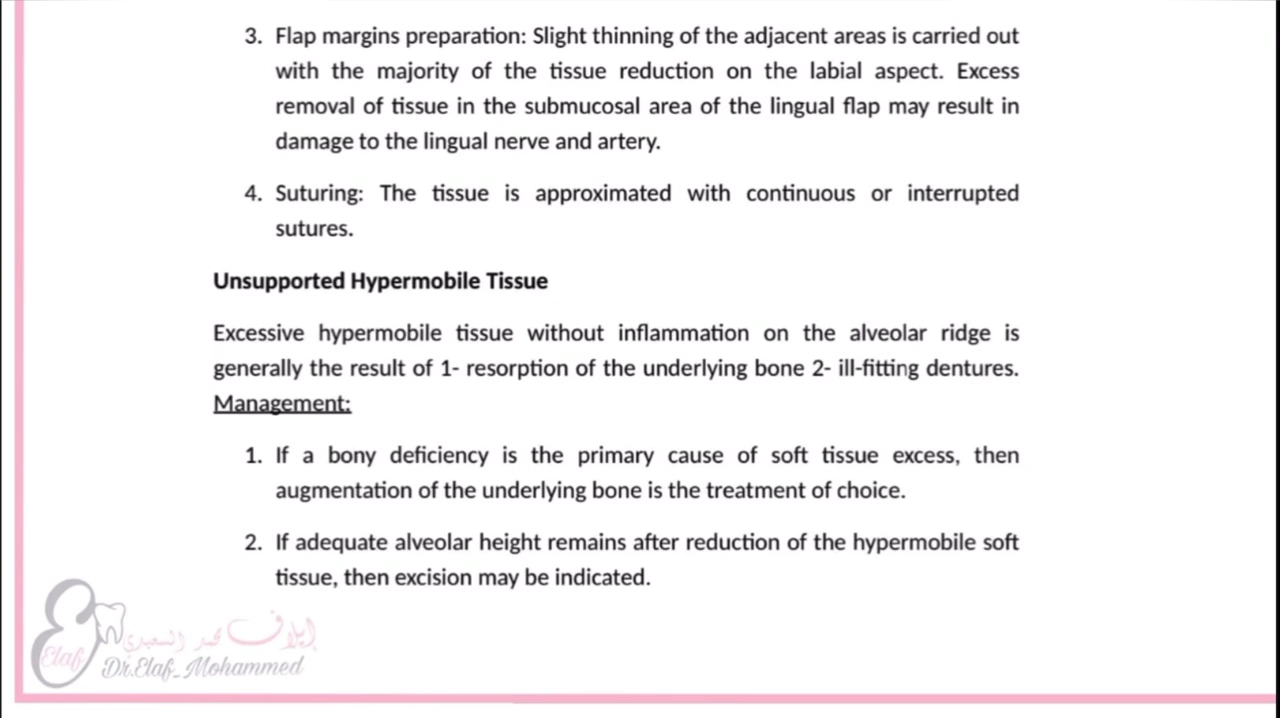 3. Flap margins preparation: Slight thinning of the adjacent areas is carried out
with the majority of the tissue reduction on the labial aspect. Excess
removal of tissue in the submucosal area of the lingual flap may result in
damage to the lingual nerve and artery.
4. Suturing: The tissue is approximated with continuous or interrupted
sutures.
Unsupported Hypermobile Tissue
Excessive hypermobile tissue without inflammation on the alveolar ridge is
generally the result of 1- resorption of the underlying bone 2- ill-fitting dentures.
Management:
1. If a bony deficiency is the primary cause of soft tissue excess, then
augmentation of the underlying bone is the treatment of choice.
2. If adequate alveolar height remains after reduction of the hypermobile soft
tissue, then excision may be indicated.
إيلاف محمد السعيدي
Elaf
Dr.Elaf_Mohammed